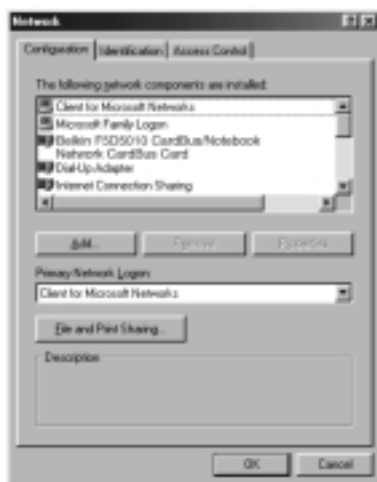 Network
Configuration
Identification
Access Control
The following network components are installed:
Client for Microsoft Networks
Microsoft Family Logon
Belkin F5D5010 CardBus/Notebook
Network CardBus Card
Dial-Up Adapter
Internet Connection Sharing
Add...
Remove
Properties
Primary Network Logon:
Client for Microsoft Networks
File and Print Sharing...
Description
OK
Cancel